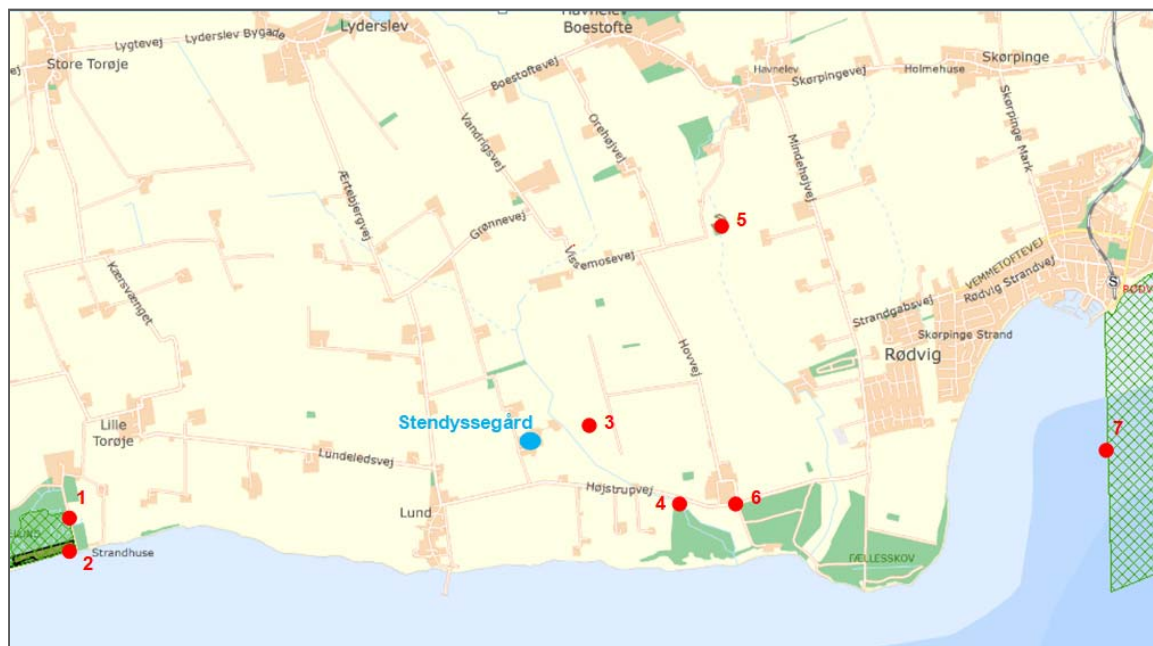 Havnelev
Boestofte
Lyderslev
Lygtevej
Lyderslev Bygade
Store Torøje
Boestoftevej
Havnelev
Skørpingevej
Holmehuse
Skørpinge
Vandrigsvej
Orehøjvej
Mindehøjvej
Skørpinge Mark
Ærtebjergvej
Grønnevej
5
Vissemosevej
VEMMETOFTEVEJ
Rødvig Strandvej
Kærsvænget
S
Strandgabsvej
Skørpinge Strand
Hovvej
Rødvig
Stendyssegård
3
Lille
Torøje
Lundeledsvej
7
Højstrupvej
1
Lund
4
6
2
Strandhuse
FÆLLESSKOV